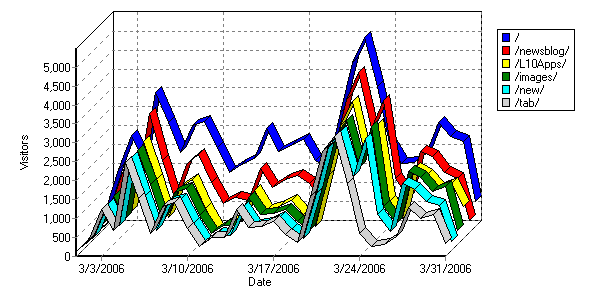 /
/newsblog/
/L10Apps/
/images/
/new/
/tab/
5,000
4,500
4,000
3,500
3,000
2,500
2,000
1,500
1,000
500
0
Visitors
3/3/2006 3/10/2006 3/17/2006 3/24/2006 3/31/2006
Date